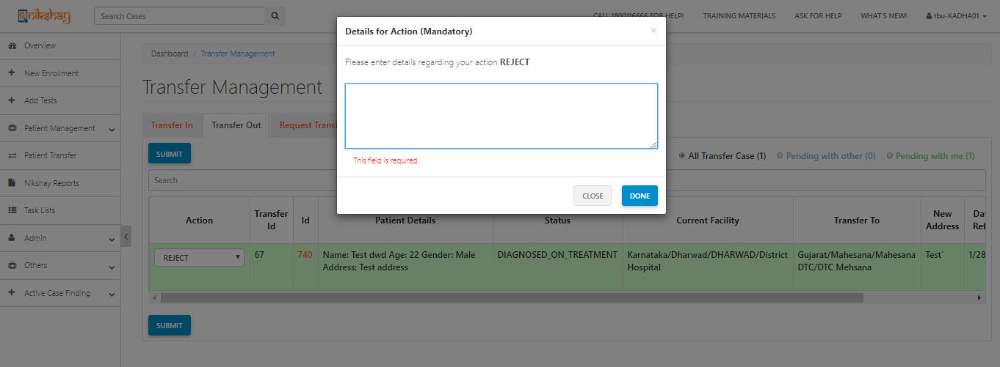 nikshay
Search Cases
CALL 1800116666 FOR HELP!
TRAINING MATERIALS
ASK FOR HELP
WHAT'S NEW!
tbu-KADHA01
Overview
New Enrollment
Add Tests
Patient Management
Patient Transfer
Nikshay Reports
Task Lists
Admin
Others
Active Case Finding
Dashboard / Transfer Management
Transfer Management
Transfer In
Transfer Out
Request Transf
SUBMIT
All Transfer Case (1)
Pending with other (0)
Pending with me (1)
Search
Details for Action (Mandatory)
×
Please enter details regarding your action REJECT
This field is required.
CLOSE
DONE
Action
Transfer
Id
Id
Patient Details
Status
Current Facility
Transfer To
New
Address
Da
Ref
REJECT
67
740
Name: Test dwd Age: 22 Gender: Male
Address: Test address
DIAGNOSED_ON_TREATMENT
Karnataka/Dharwad/DHARWAD/District
Hospital
Gujarat/Mahesana/Mahesana
DTC/DTC Mehsana
Test`
1/28
SUBMIT